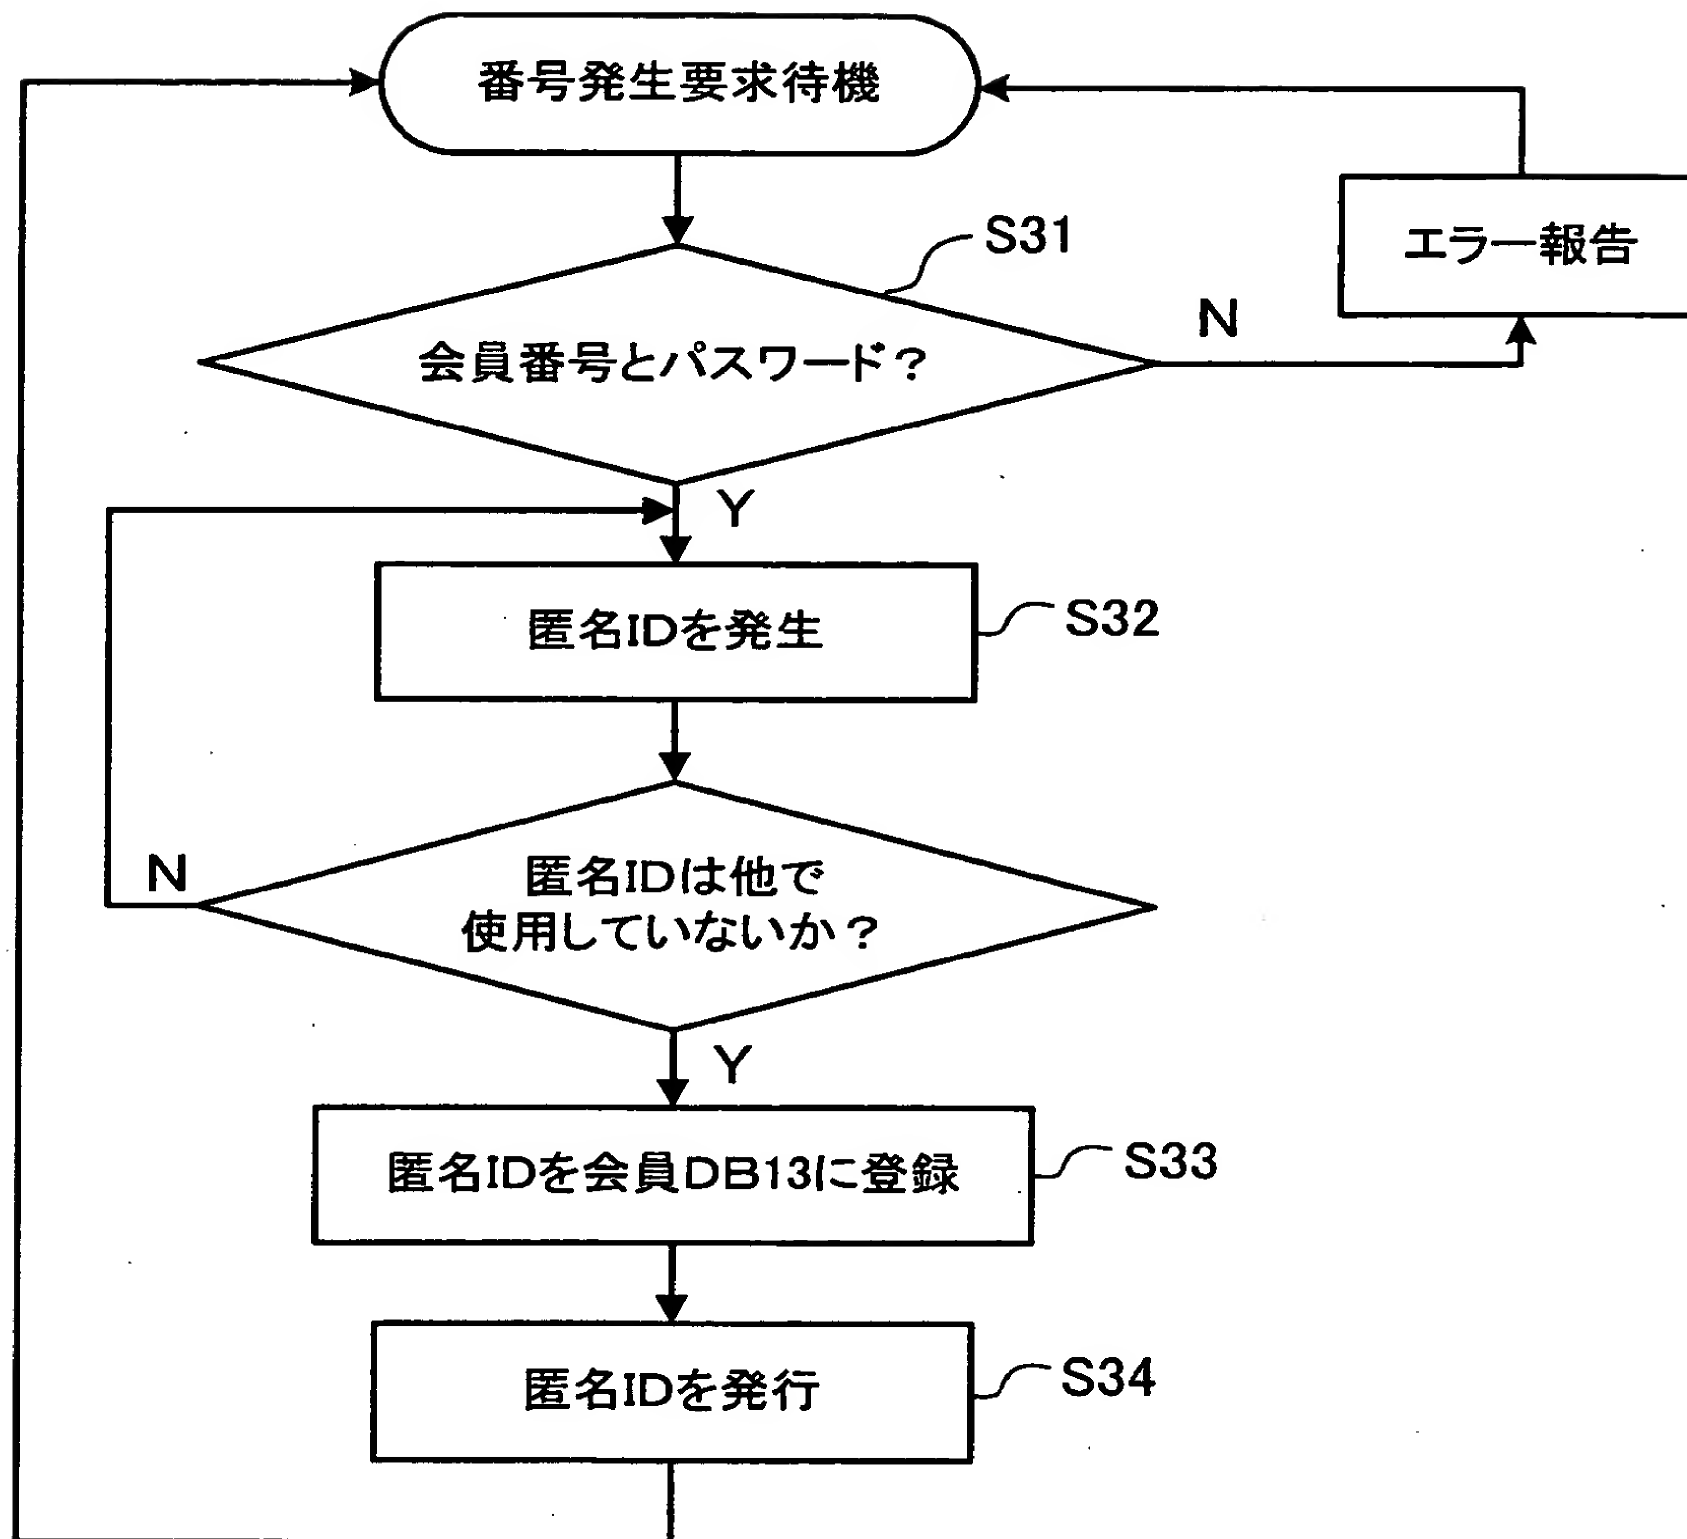 番号発生要求待機
エラー報告
S31
会員番号とパスワード？
N
Y
匿名IDを発生
S32
匿名IDは他で
使用していないか？
N
Y
匿名IDを会員DB13に登録
S33
匿名IDを発行
S34